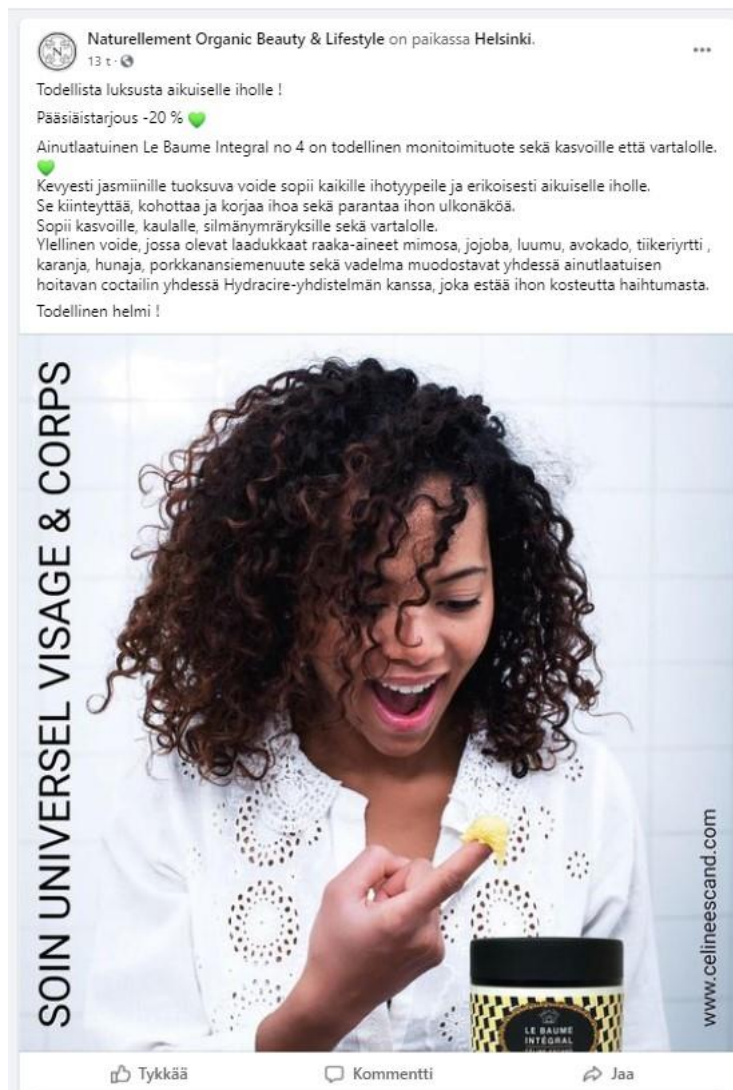 Naturellement Organic Beauty & Lifestyle on paikassa Helsinki.
13 t ·
Todellista luksusta aikuiselle iholle !
Pääsiäistarjous -20 % 💚
Ainutlaatuinen Le Baume Integral no 4 on todellinen monitoimituote sekä kasvoille että vartalolle.
💚
Kevyesti jasmiinille tuoksuva voide sopii kaikille ihotyypeile ja erikoisesti aikuiselle iholle.
Se kiinteyttää, kohottaa ja korjaa ihoa sekä parantaa ihon ulkonäköä.
Sopii kasvoille, kaulalle, silmänymräryksille sekä vartalolle.
Ylellinen voide, jossa olevat laadukkaat raaka-aineet mimosa, jojoba, luumu, avokado, tiikeriyrtti ,
karanja, hunaja, porkkanansiemenuute sekä vadelma muodostavat yhdessä ainutlaatuisen
hoitavan coctailin yhdessä Hydracire-yhdistelmän kanssa, joka estää ihon kosteutta haihtumasta.
Todellinen helmi !
SOIN UNIVERSEL VISAGE & CORPS
www.celineescand.com
LE BAUME
INTÉGRAL
Tykkää
Kommentti
Jaa